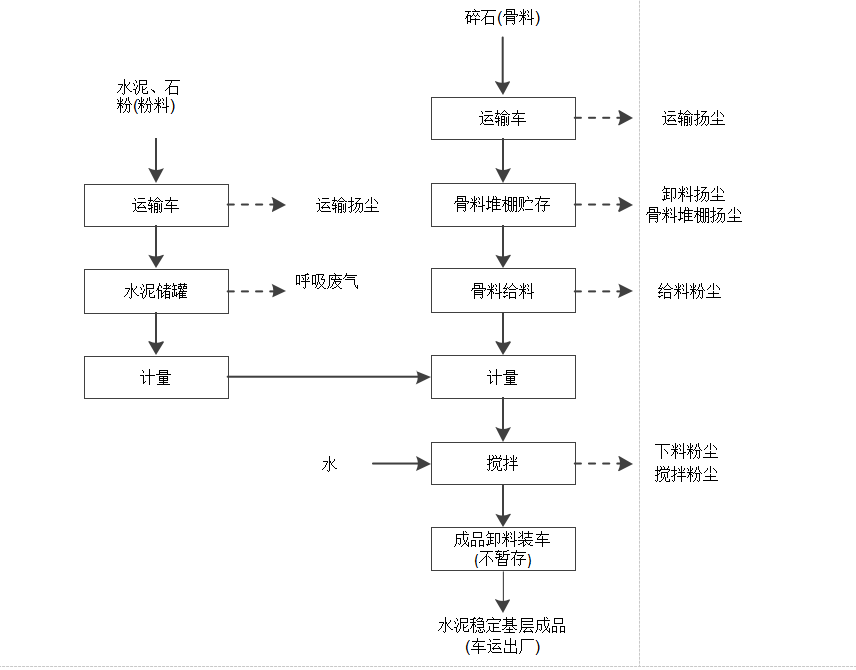 碎石(骨料)
水泥、石
粉(粉料)
运输车
运输扬尘
运输车
运输扬尘
骨料堆棚贮存
卸料扬尘
骨料堆棚扬尘
水泥储罐
呼吸废气
骨料给料
给料粉尘
计量
计量
水
搅拌
下料粉尘
搅拌粉尘
成品卸料装车
(不暂存)
水泥稳定基层成品
(车运出厂)